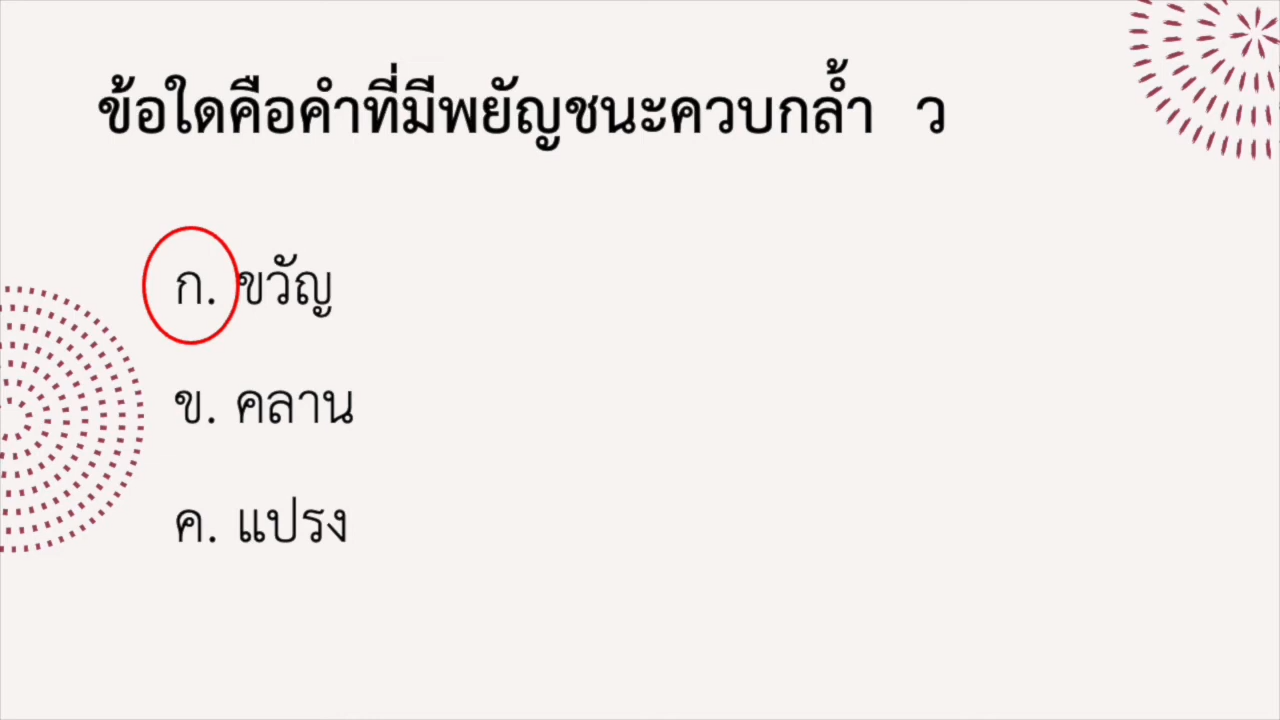 ข้อใดคือคำที่มีพยัญชนะควบกล้ำ ว
ก. ขวัญ
ข. คลาน
ค. แปรง